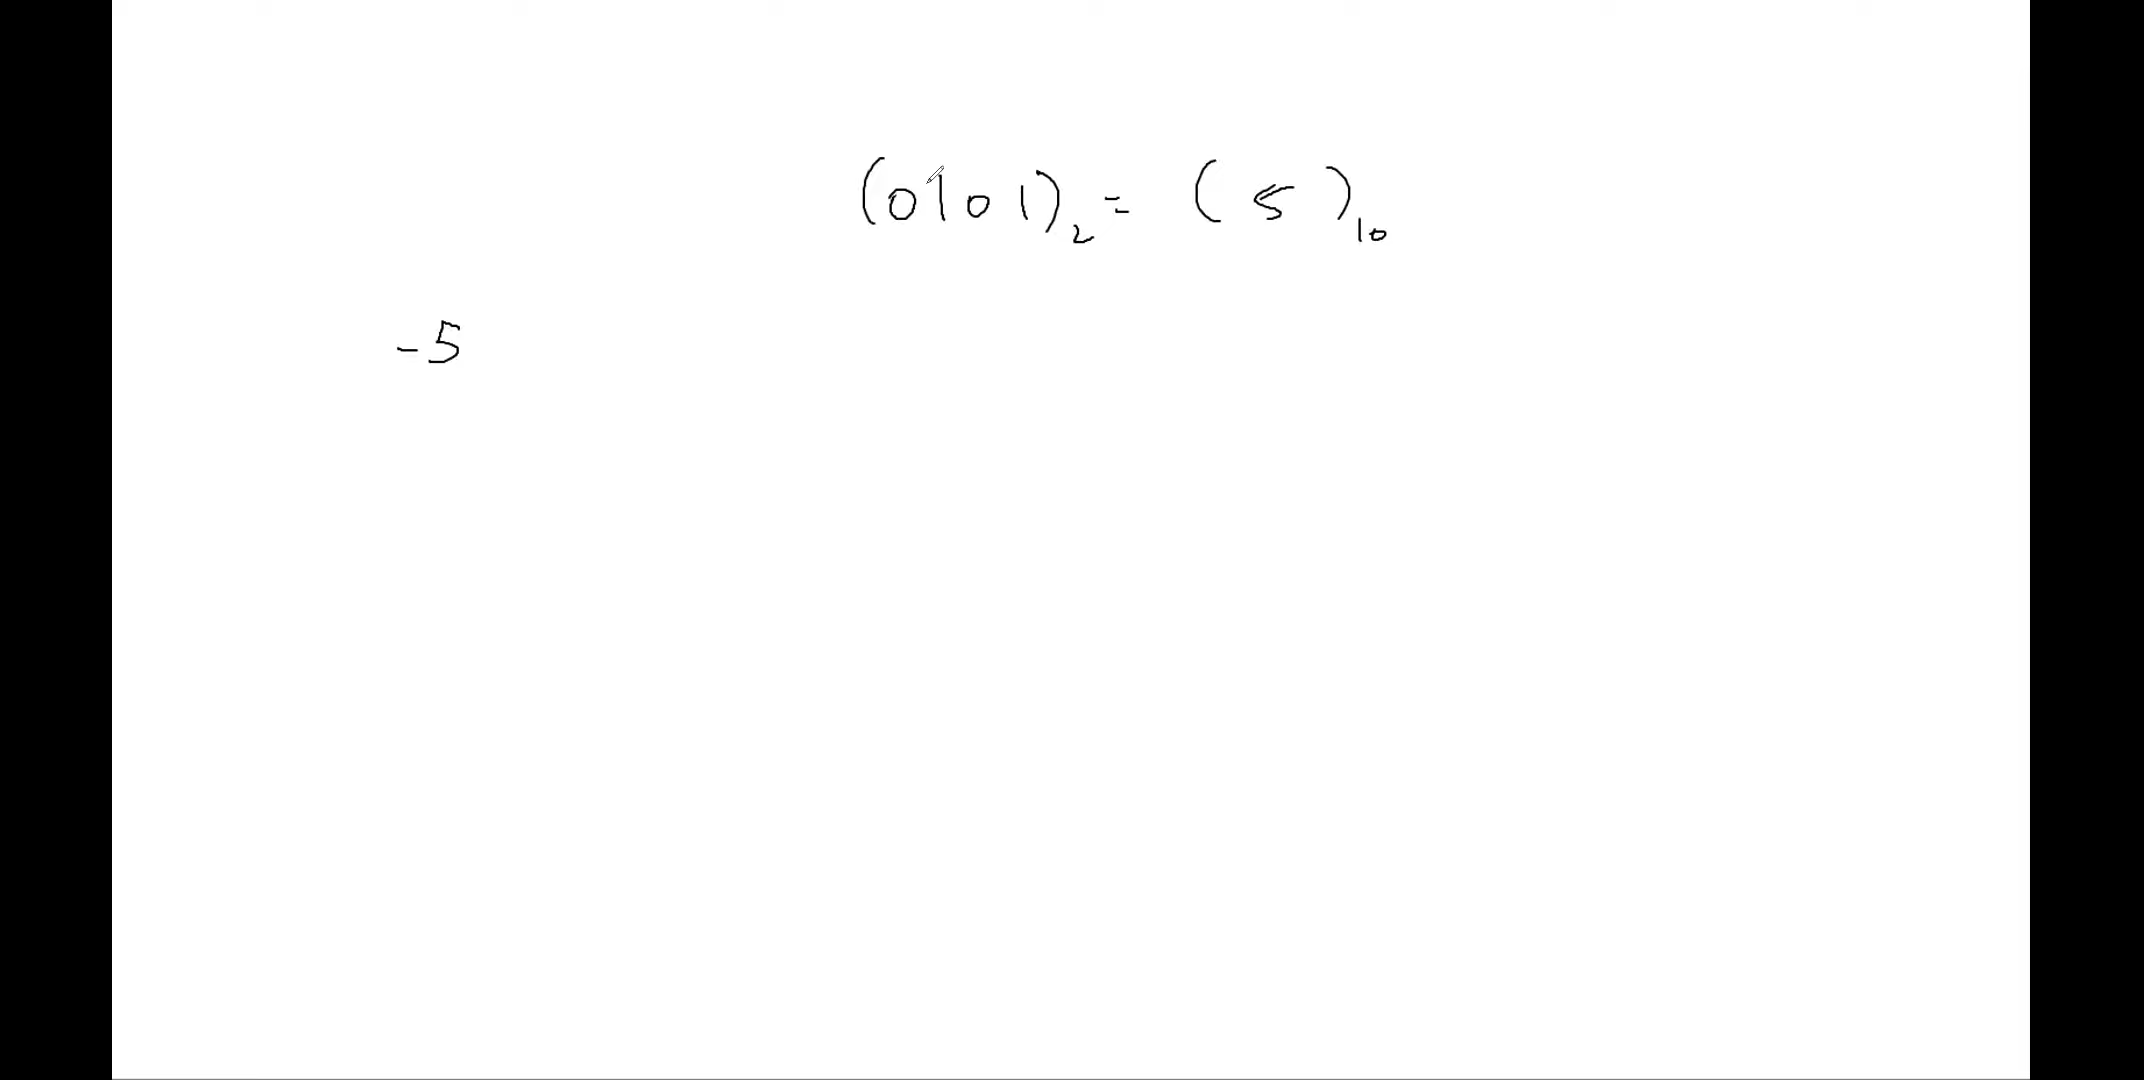 (0101)₂ = (5)₁₀
-5